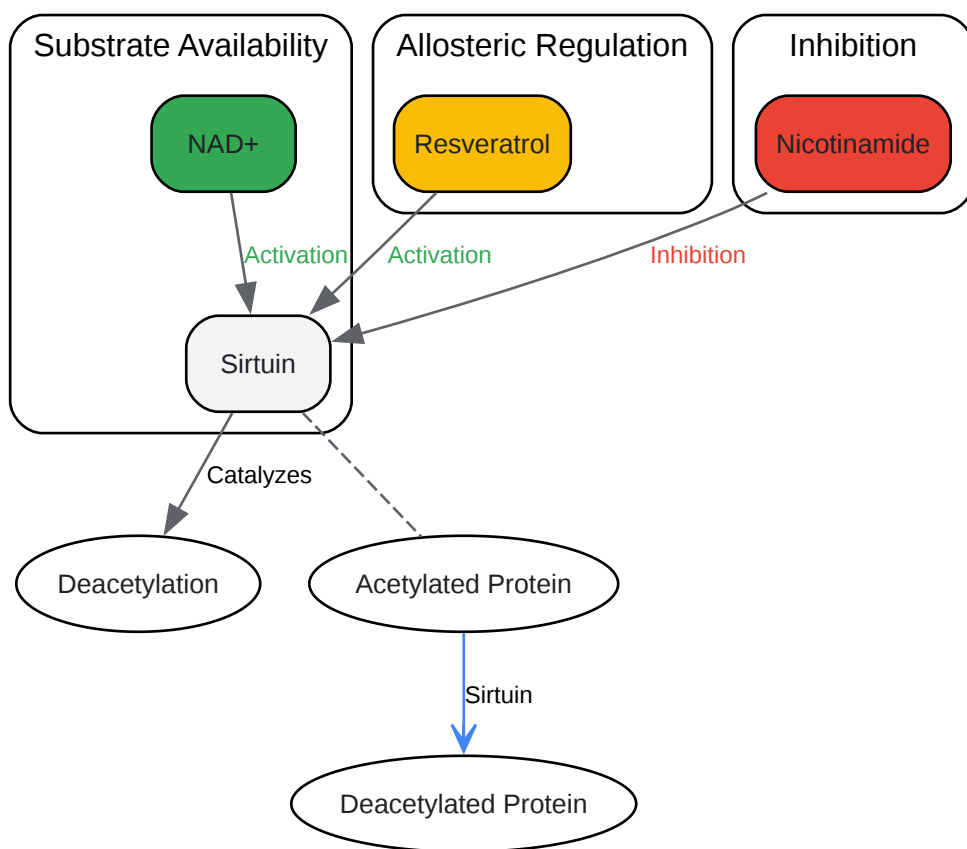 Substrate Availability
Allosteric Regulation
Inhibition
NAD+
Resveratrol
Nicotinamide
Activation
Activation
Inhibition
Sirtuin
Catalyzes
Deacetylation
Acetylated Protein
Sirtuin
Deacetylated Protein